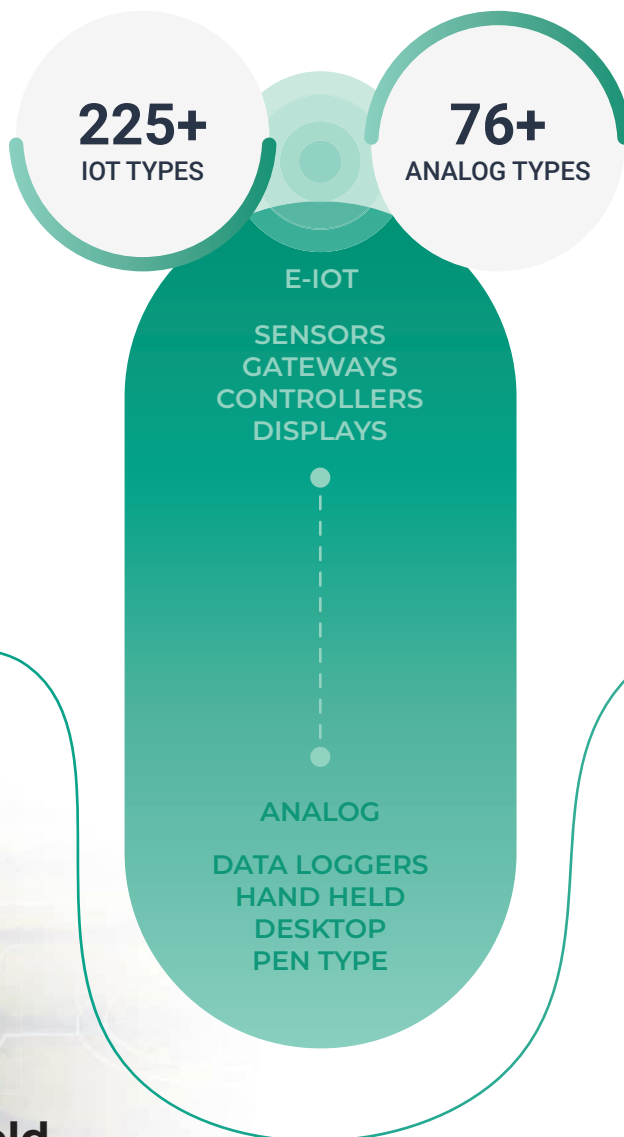 225+
IOT TYPES
76+
ANALOG TYPES
E-IOT
SENSORS
GATEWAYS
CONTROLLERS
DISPLAYS
ANALOG
DATA LOGGERS
HAND HELD
DESKTOP
PEN TYPE